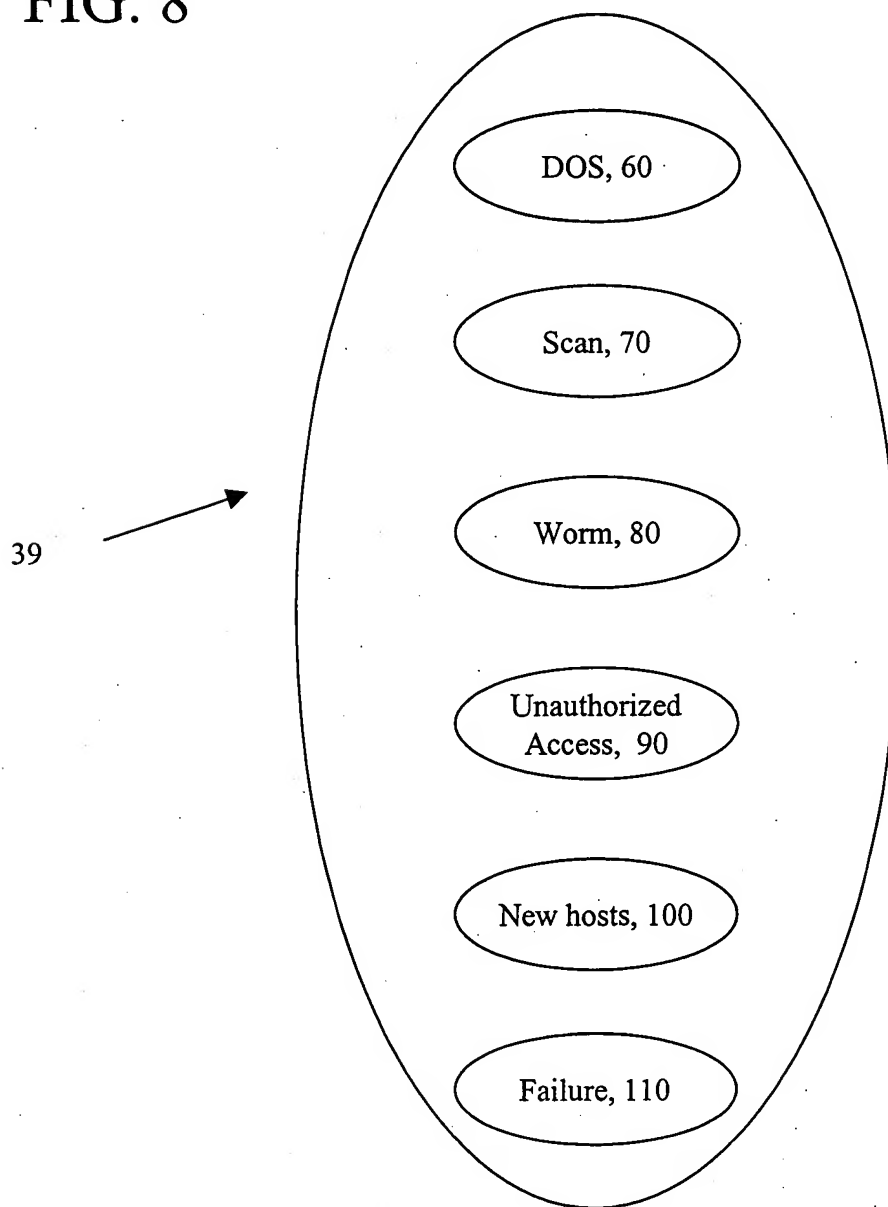 FIG. 8
DOS, 60
Scan, 70
39
Worm, 80
Unauthorized
Access, 90
New hosts, 100
Failure, 110